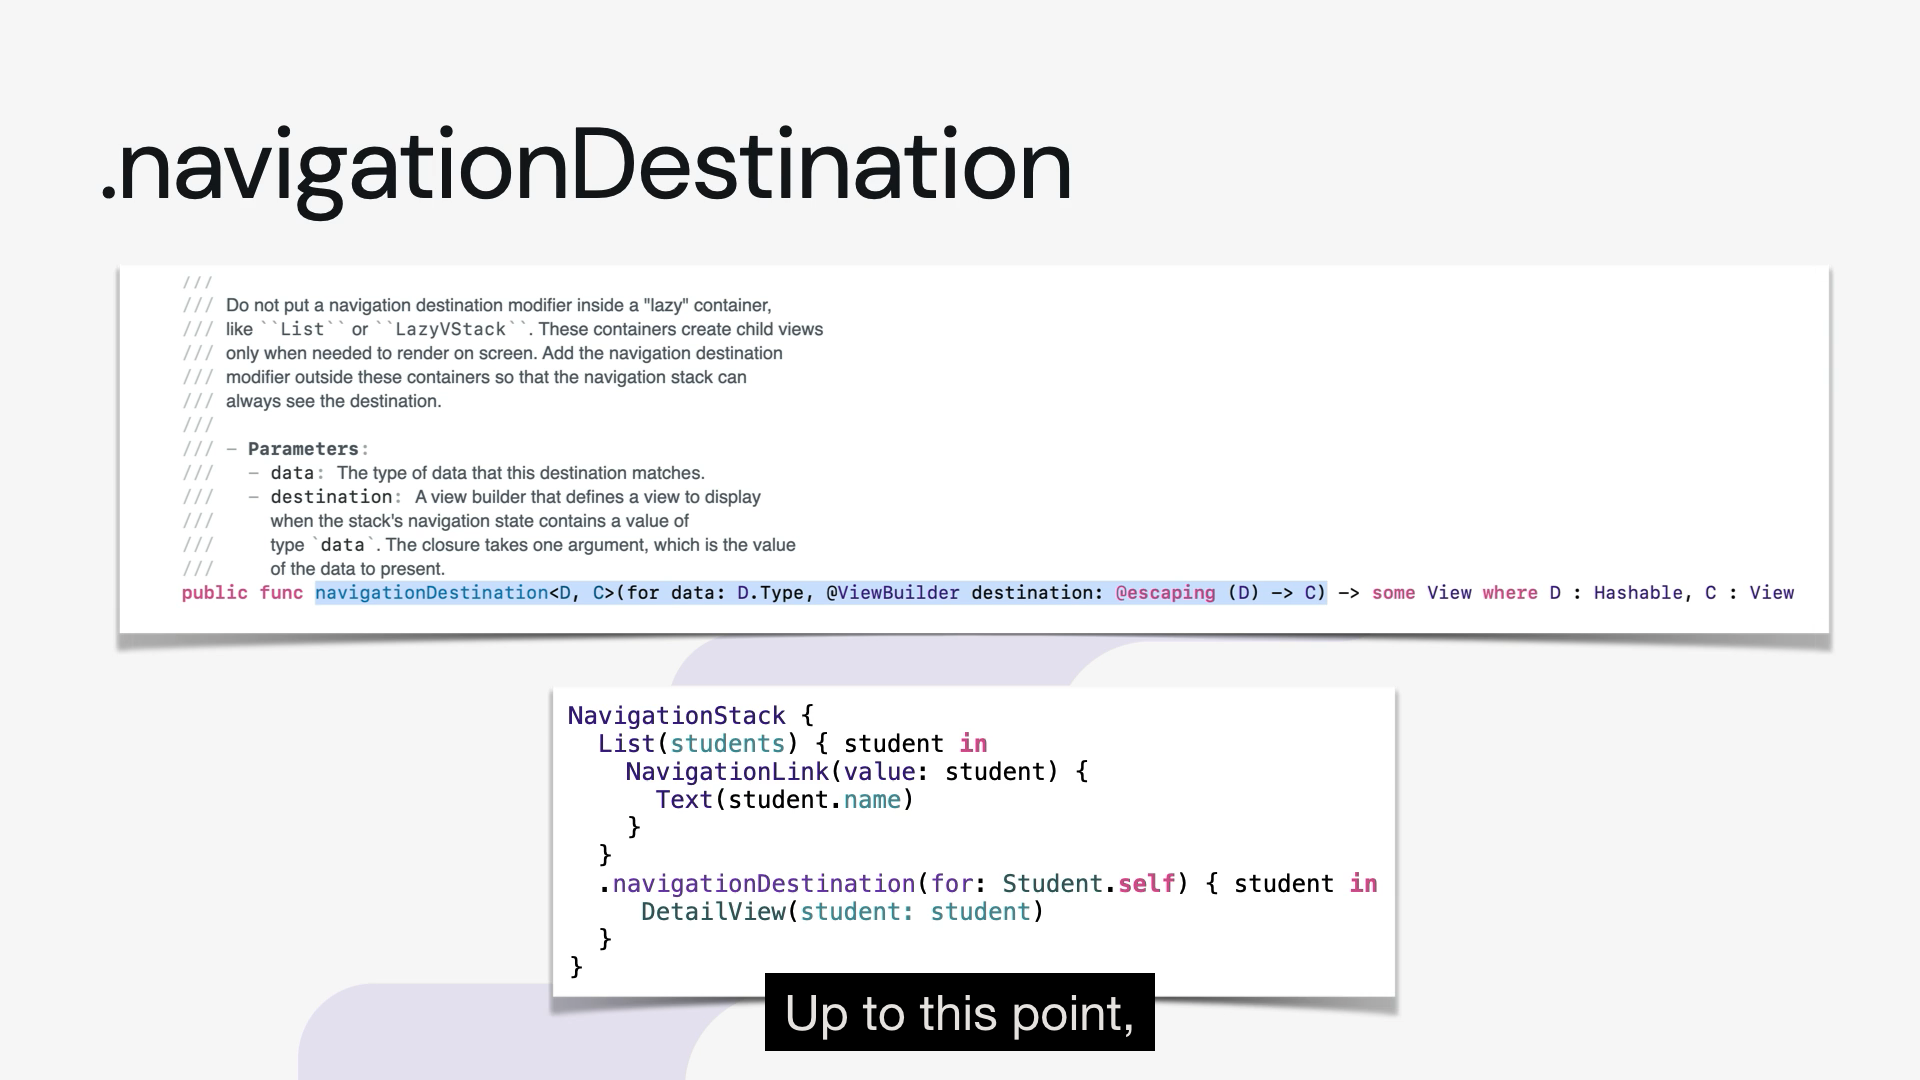 .navigationDestination
///
/// Do not put a navigation destination modifier inside a "lazy" container,
/// like ``List`` or ``LazyVStack``. These containers create child views
/// only when needed to render on screen. Add the navigation destination
/// modifier outside these containers so that the navigation stack can
/// always see the destination.
///
/// – Parameters:
///   – data: The type of data that this destination matches.
///   – destination: A view builder that defines a view to display
///     when the stack's navigation state contains a value of
///     type `data`. The closure takes one argument, which is the value
///     of the data to present.
public func navigationDestination<D, C>(for data: D.Type, @ViewBuilder destination: @escaping (D) -> C) -> some View where D : Hashable, C : View
NavigationStack {
  List(students) { student in
    NavigationLink(value: student) {
      Text(student.name)
    }
  }
  .navigationDestination(for: Student.self) { student in
     DetailView(student: student)
  }
}
Up to this point,